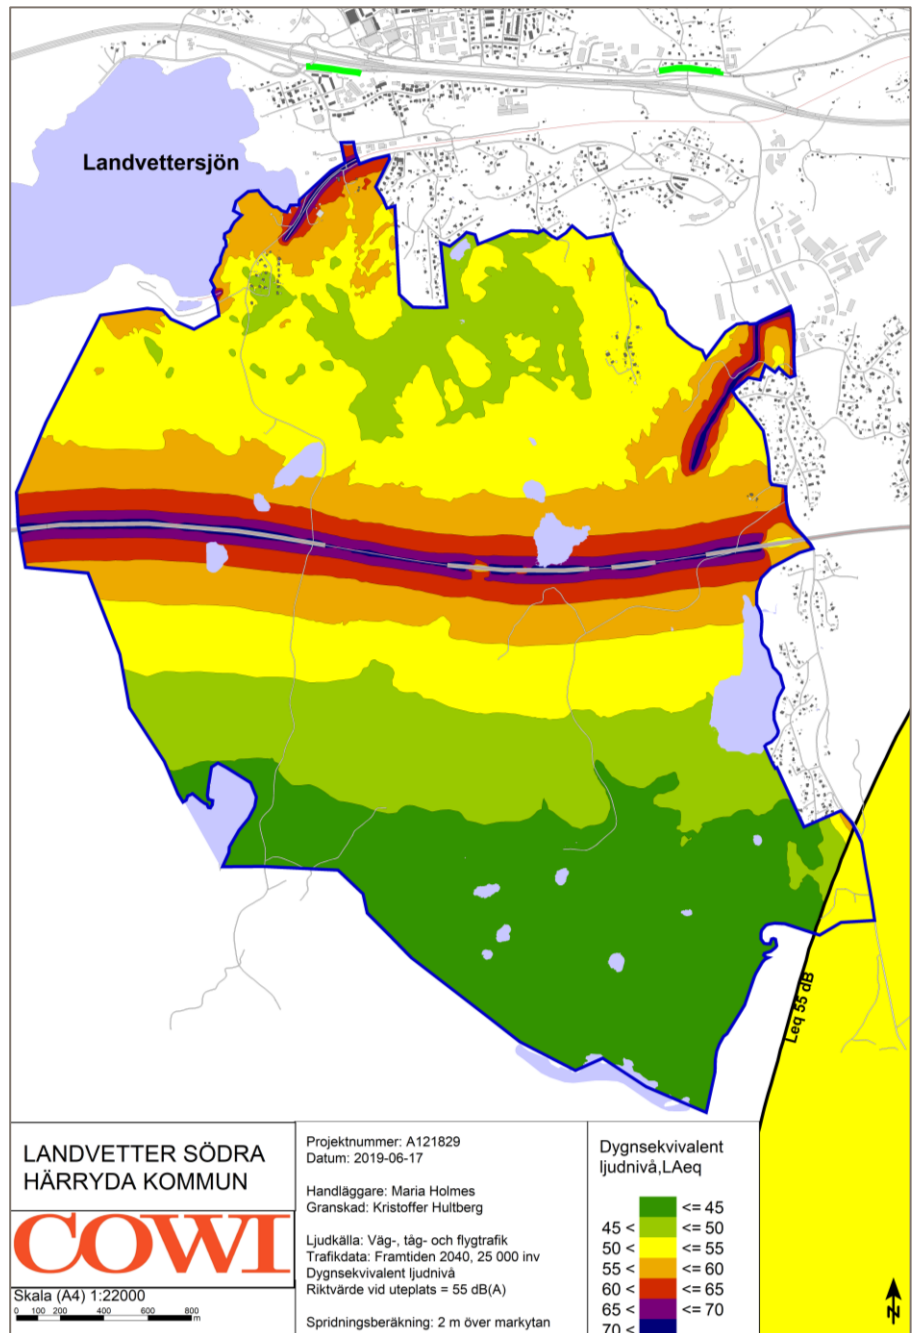 Landvettersjön
Leq 55 dB
LANDVETTER SÖDRA
HÄRRYDA KOMMUN
COWI
Skala (A4) 1:22000
0 100 200 400 600 800
m
Projektnummer: A121829
Datum: 2019-06-17
Handläggare: Maria Holmes
Granskad: Kristoffer Hultberg
Ljudkälla: Väg-, tåg- och flygtrafik
Trafikdata: Framtiden 2040, 25 000 inv
Dygnsekvivalent ljudnivå
Riktvärde vid uteplats = 55 dB(A)
Spridningsberäkning: 2 m över markytan
Dygnsekvivalent
ljudnivå,LAeq
<= 45
45 < <= 50
50 < <= 55
55 < <= 60
60 < <= 65
65 < <= 70
70 <
N